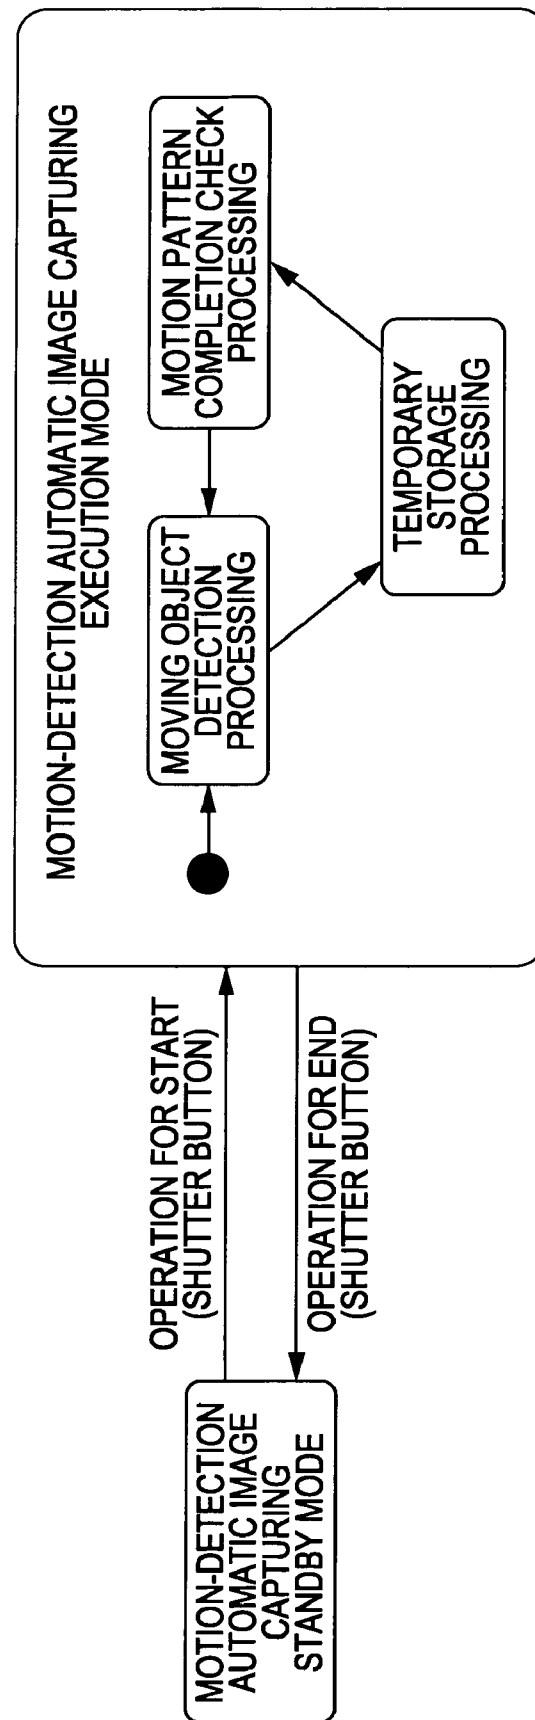 MOTION-DETECTION
AUTOMATIC IMAGE
CAPTURING
STANDBY MODE
OPERATION FOR START
(SHUTTER BUTTON)
OPERATION FOR END
(SHUTTER BUTTON)
MOTION-DETECTION AUTOMATIC IMAGE CAPTURING
EXECUTION MODE
MOVING OBJECT
DETECTION
PROCESSING
MOTION PATTERN
COMPLETION CHECK
PROCESSING
TEMPORARY
STORAGE
PROCESSING